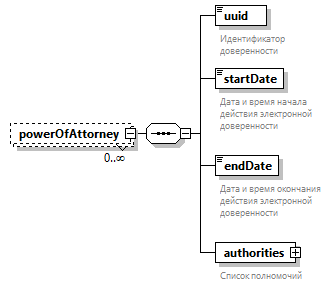 uuid
Идентификатор
доверенности
startDate
Дата и время начала
действия электронной
доверенности
powerOfAttorney
0..∞
endDate
Дата и время окончания
действия электронной
доверенности
authorities
Список полномочий